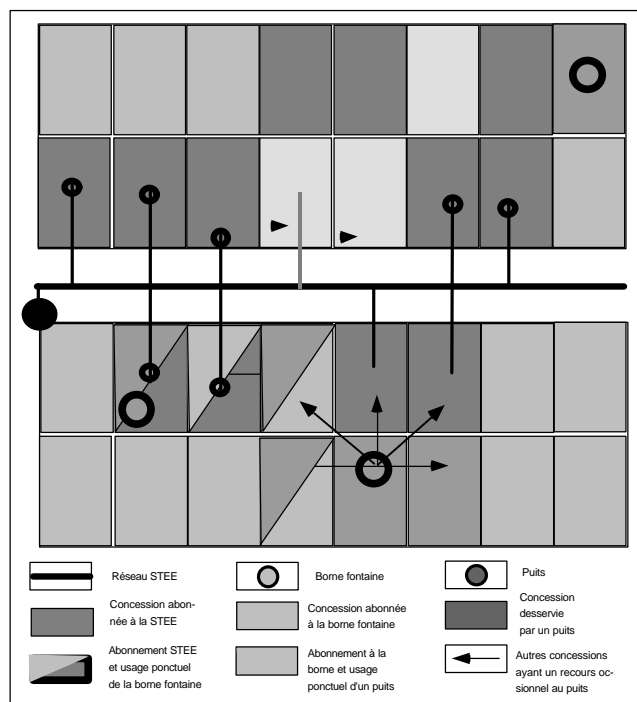 Réseau STEE
Borne fontaine
Puits
Concession abon-
née à la STEE
Concession abonnée
à la borne fontaine
Concession
desservie
par un puits
Abonnement STEE
et usage ponctuel
de la borne fontaine
Abonnement à la
borne et usage
ponctuel d'un puits
Autres concessions
ayant un recours oc-
sionnel au puits